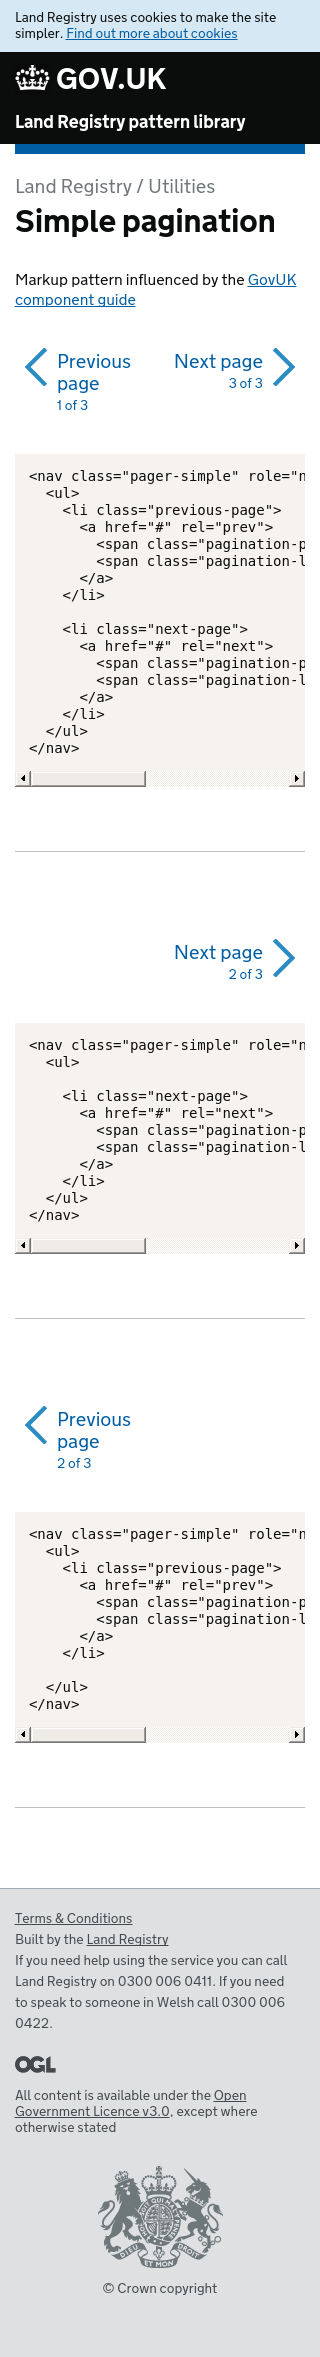 Land Registry uses cookies to make the site
simpler. Find out more about cookies
GOV.UK
Land Registry pattern library
Land Registry / Utilities
Simple pagination
Markup pattern influenced by the GovUK
component guide
Previous
page
1 of 3
Next page
3 of 3
<nav class="pager-simple" role="n
  <ul>
    <li class="previous-page">
      <a href="#" rel="prev">
        <span class="pagination-p
        <span class="pagination-l
      </a>
    </li>

    <li class="next-page">
      <a href="#" rel="next">
        <span class="pagination-p
        <span class="pagination-l
      </a>
    </li>
  </ul>
</nav>
Next page
2 of 3
<nav class="pager-simple" role="n
  <ul>

    <li class="next-page">
      <a href="#" rel="next">
        <span class="pagination-p
        <span class="pagination-l
      </a>
    </li>
  </ul>
</nav>
Previous
page
2 of 3
<nav class="pager-simple" role="n
  <ul>
    <li class="previous-page">
      <a href="#" rel="prev">
        <span class="pagination-p
        <span class="pagination-l
      </a>
    </li>

  </ul>
</nav>
Terms & Conditions
Built by the Land Registry
If you need help using the service you can call
Land Registry on 0300 006 0411. If you need
to speak to someone in Welsh call 0300 006
0422.
OGL
All content is available under the Open
Government Licence v3.0, except where
otherwise stated
DIEU ET MON DROIT
© Crown copyright